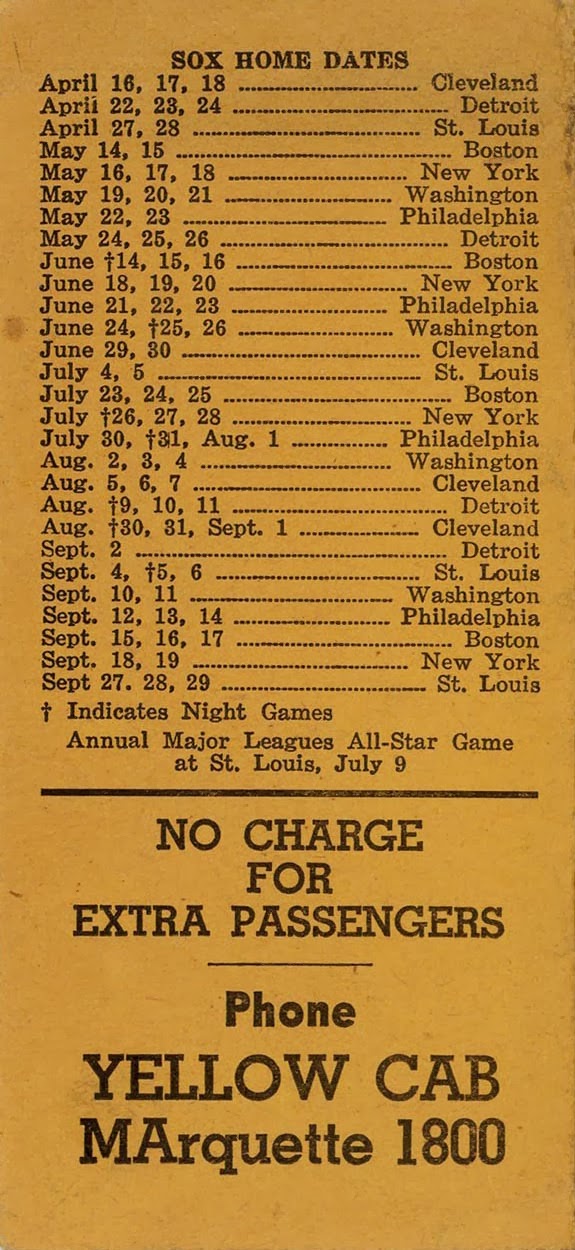 SOX HOME DATES
April 16, 17, 18 ........................................ Cleveland
April 22, 23, 24 ........................................ Detroit
April 27, 28 ........................................ St. Louis
May 14, 15 ........................................ Boston
May 16, 17, 18 ........................................ New York
May 19, 20, 21 ........................................ Washington
May 22, 23 ........................................ Philadelphia
May 24, 25, 26 ........................................ Detroit
June †14, 15, 16 ........................................ Boston
June 18, 19, 20 ........................................ New York
June 21, 22, 23 ........................................ Philadelphia
June 24, †25, 26 ........................................ Washington
June 29, 30 ........................................ Cleveland
July 4, 5 ........................................ St. Louis
July 23, 24, 25 ........................................ Boston
July †26, 27, 28 ........................................ New York
July 30, †31, Aug. 1 ................ Philadelphia
Aug. 2, 3, 4 ........................................ Washington
Aug. 5, 6, 7 ........................................ Cleveland
Aug. †9, 10, 11 ........................................ Detroit
Aug. †30, 31, Sept. 1 .................... Cleveland
Sept. 2 ........................................ Detroit
Sept. 4, †5, 6 ........................................ St. Louis
Sept. 10, 11 ........................................ Washington
Sept. 12, 13, 14 ........................................ Philadelphia
Sept. 15, 16, 17 ........................................ Boston
Sept. 18, 19 ........................................ New York
Sept 27. 28, 29 ........................................ St. Louis
† Indicates Night Games
Annual Major Leagues All-Star Game
at St. Louis, July 9
NO CHARGE
FOR
EXTRA PASSENGERS
Phone
YELLOW CAB
MArquette 1800